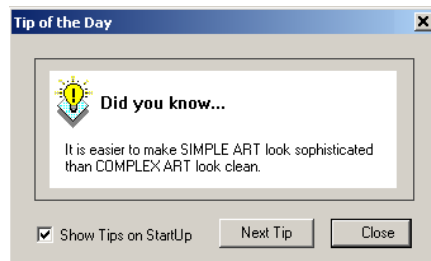 Tip of the Day
Did you know...
It is easier to make SIMPLE ART look sophisticated
than COMPLEX ART look clean.
Show Tips on StartUp
Next Tip
Close